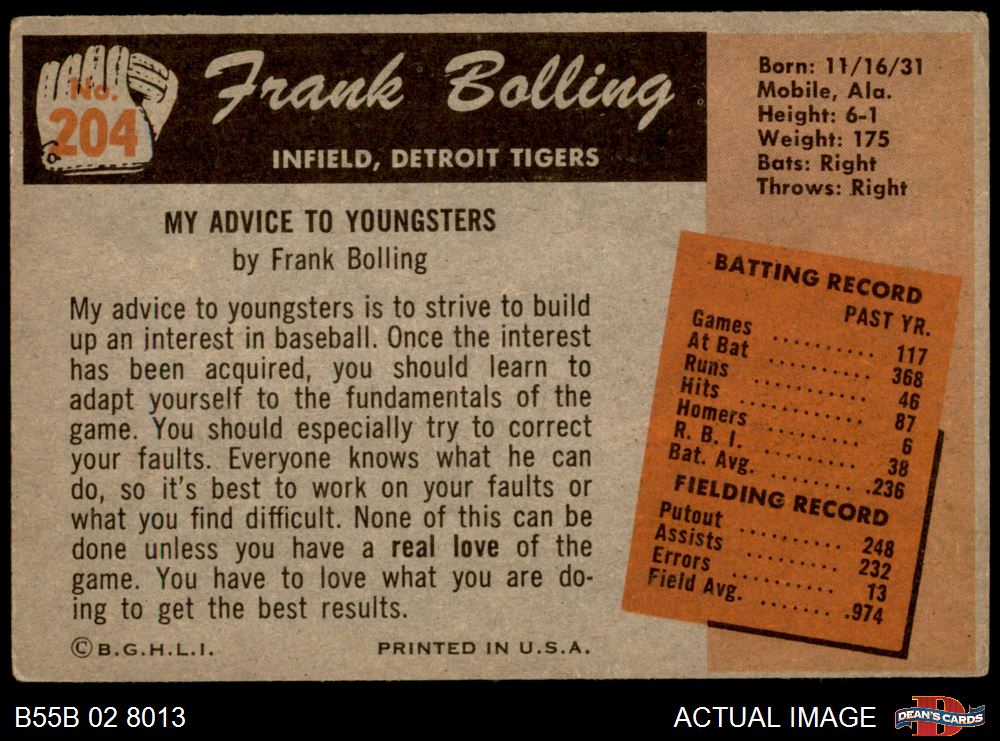 No.
204
Frank Bolling
INFIELD, DETROIT TIGERS
Born: 11/16/31
Mobile, Ala.
Height: 6-1
Weight: 175
Bats: Right
Throws: Right
MY ADVICE TO YOUNGSTERS
by Frank Bolling
My advice to youngsters is to strive to build
up an interest in baseball. Once the interest
has been acquired, you should learn to
adapt yourself to the fundamentals of the
game. You should especially try to correct
your faults. Everyone knows what he can
do, so it's best to work on your faults or
what you find difficult. None of this can be
done unless you have a real love of the
game. You have to love what you are do-
ing to get the best results.
©B.G.H.L.I.
PRINTED IN U.S.A.
BATTING RECORD
PAST YR.
Games .......... 117
At Bat .......... 368
Runs .......... 46
Hits .......... 87
Homers .......... 6
R. B. I. .......... 38
Bat. Avg. .......... .236
FIELDING RECORD
Putout .......... 248
Assists .......... 232
Errors .......... 13
Field Avg. ....... .974
B55B 02 8013
ACTUAL IMAGE
D
DEAN'S CARDS